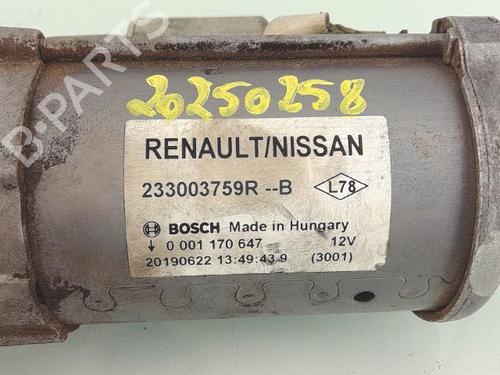 20250258
RENAULT/NISSAN
233003759R --B L78
BOSCH Made in Hungary
0 001 170 647 12V
20190622 13:49:43 9 (3001)
B-PARTS